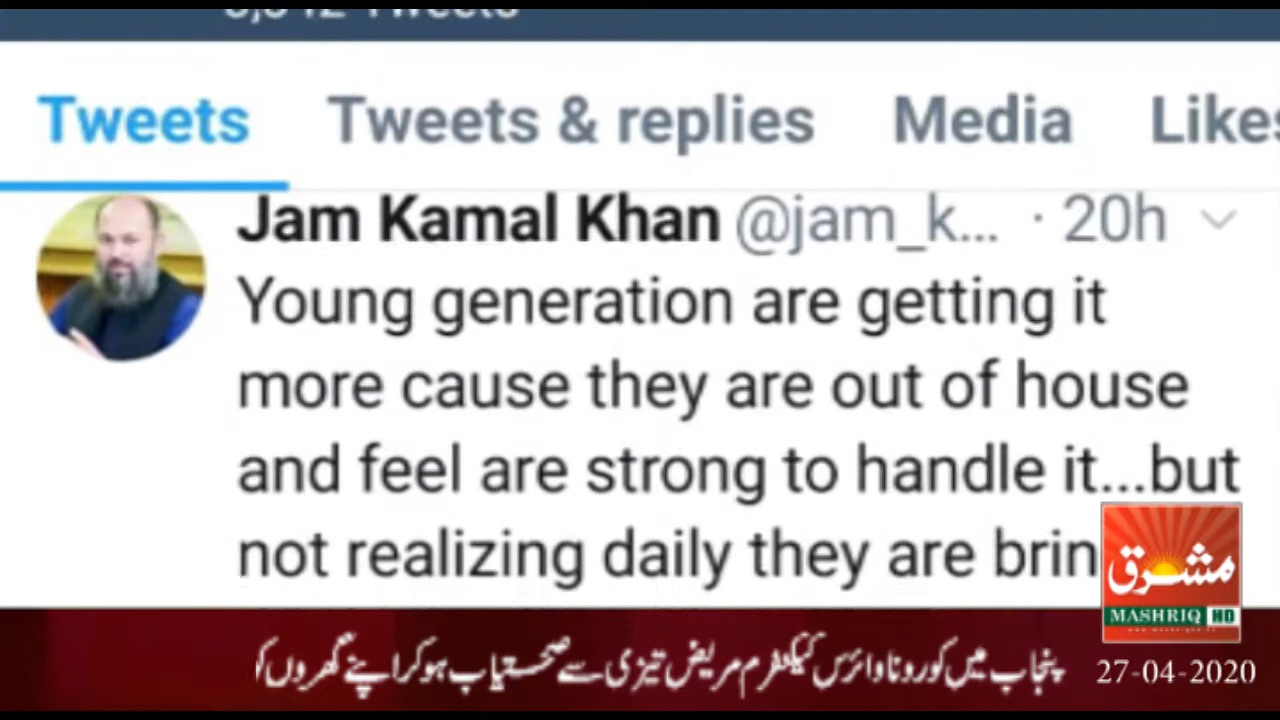 Tweets Tweets & replies Media Likes
Jam Kamal Khan @jam_k... · 20h
Young generation are getting it
more cause they are out of house
and feel are strong to handle it...but
not realizing daily they are brin
مشرق
MASHRIQ HD
پنجاب میں کورونا وائرس کے کنفرم مریض تیزی سے صحتیاب ہوکر اپنے گھروں کو
27-04-2020